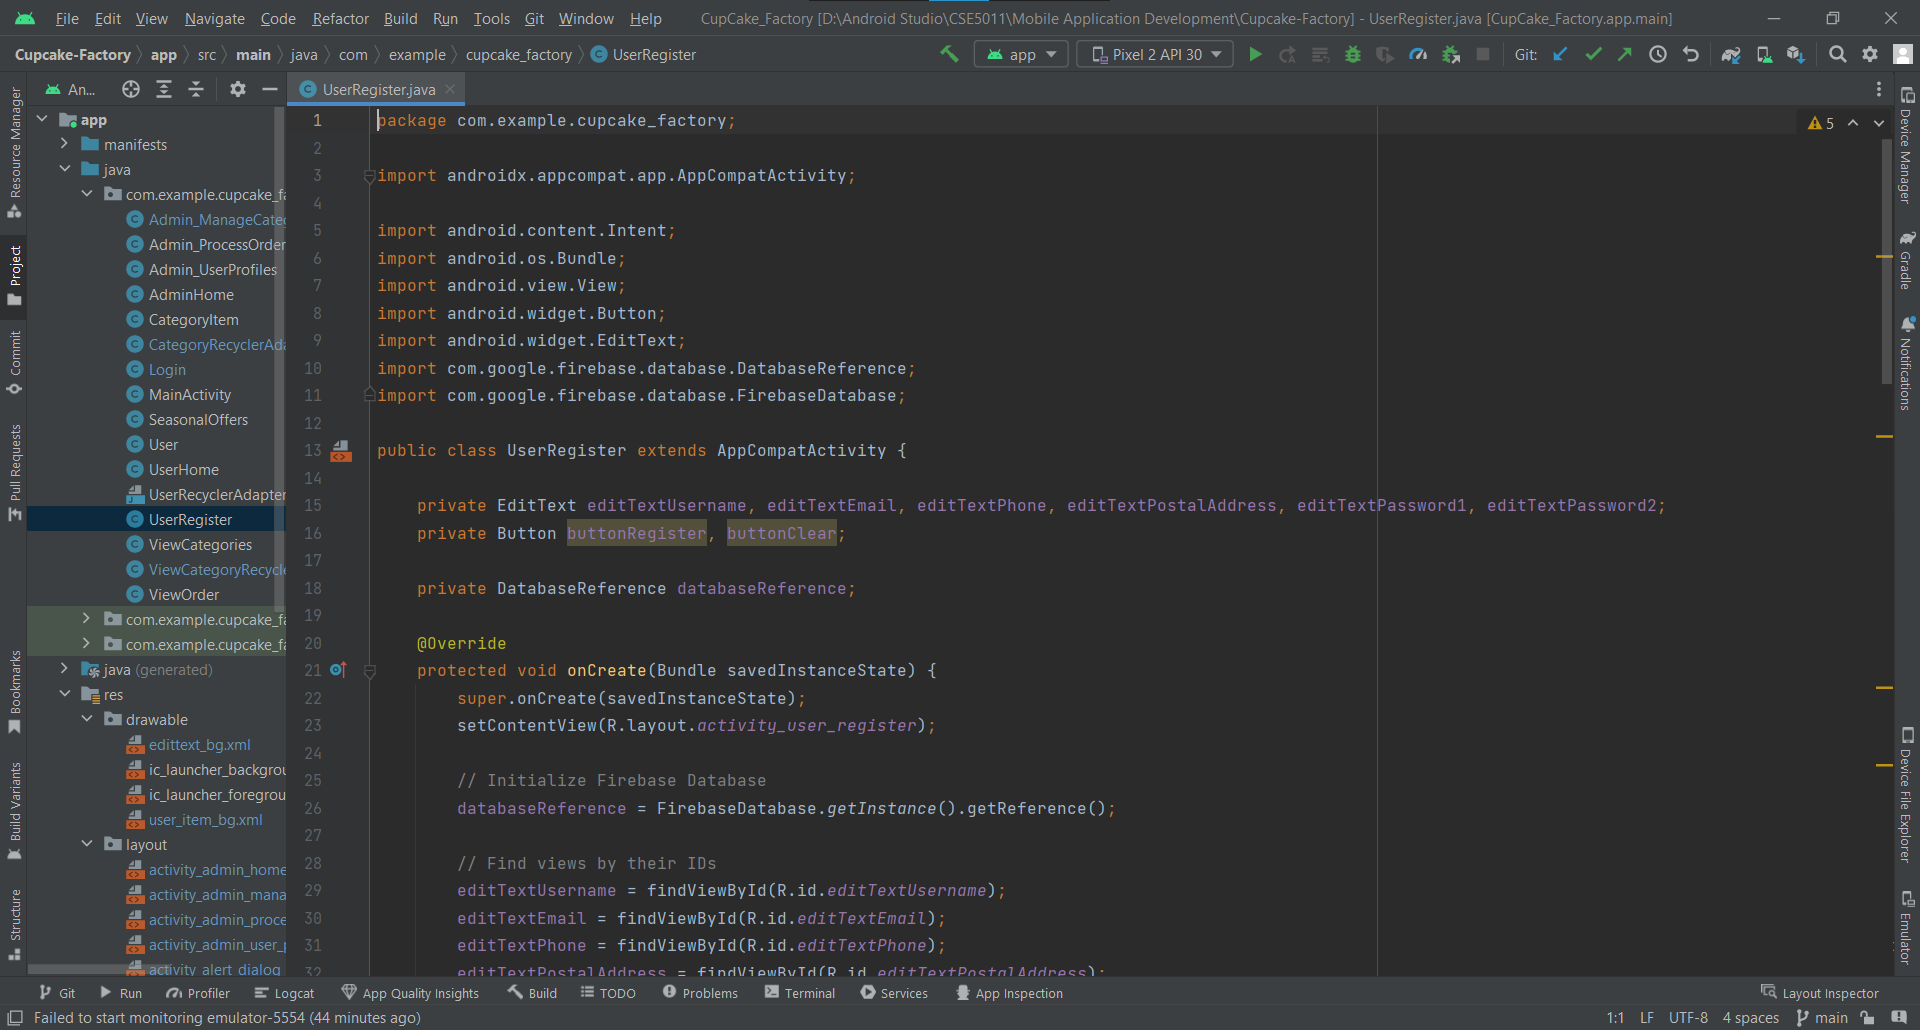 File Edit View Navigate Code Refactor Build Run Tools Git Window Help CupCake_Factory [D:\Android Studio\CSE5011\Mobile Application Development\Cupcake-Factory] - UserRegister.java [CupCake_Factory.app.main]
Cupcake-Factory app src main java com example cupcake_factory UserRegister app Pixel 2 API 30 Git:
An... UserRegister.java
Resource Manager
Project
Commit
Pull Requests
Bookmarks
Build Variants
Structure
app
manifests
java
com.example.cupcake_fa
Admin_ManageCateg
Admin_ProcessOrder
Admin_UserProfiles
AdminHome
CategoryItem
CategoryRecyclerAda
Login
MainActivity
SeasonalOffers
User
UserHome
UserRecyclerAdapter
UserRegister
ViewCategories
ViewCategoryRecycle
ViewOrder
com.example.cupcake_fa
com.example.cupcake_fa
java (generated)
res
drawable
edittext_bg.xml
ic_launcher_backgrou
ic_launcher_foregrou
user_item_bg.xml
layout
activity_admin_home
activity_admin_mana
activity_admin_proce
activity_admin_user_p
activity_alert_dialog
5
1 package com.example.cupcake_factory;
2
3 import androidx.appcompat.app.AppCompatActivity;
4
5 import android.content.Intent;
6 import android.os.Bundle;
7 import android.view.View;
8 import android.widget.Button;
9 import android.widget.EditText;
10 import com.google.firebase.database.DatabaseReference;
11 import com.google.firebase.database.FirebaseDatabase;
12
13 public class UserRegister extends AppCompatActivity {
14
15 private EditText editTextUsername, editTextEmail, editTextPhone, editTextPostalAddress, editTextPassword1, editTextPassword2;
16 private Button buttonRegister, buttonClear;
17
18 private DatabaseReference databaseReference;
19
20 @Override
21 protected void onCreate(Bundle savedInstanceState) {
22 super.onCreate(savedInstanceState);
23 setContentView(R.layout.activity_user_register);
24
25 // Initialize Firebase Database
26 databaseReference = FirebaseDatabase.getInstance().getReference();
27
28 // Find views by their IDs
29 editTextUsername = findViewById(R.id.editTextUsername);
30 editTextEmail = findViewById(R.id.editTextEmail);
31 editTextPhone = findViewById(R.id.editTextPhone);
32 editTextPostalAddress = findViewById(R.id.editTextPostalAddress);
Device Manager
Gradle
Notifications
Device File Explorer
Emulator
Git Run Profiler Logcat App Quality Insights Build TODO Problems Terminal Services App Inspection Layout Inspector
Failed to start monitoring emulator-5554 (44 minutes ago) 1:1 LF UTF-8 4 spaces main